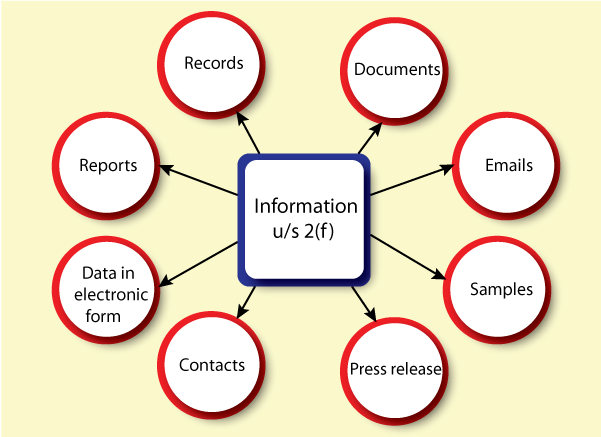 Records
Documents
Reports
Emails
Information
u/s 2(f)
Data in
electronic
form
Samples
Contacts
Press release